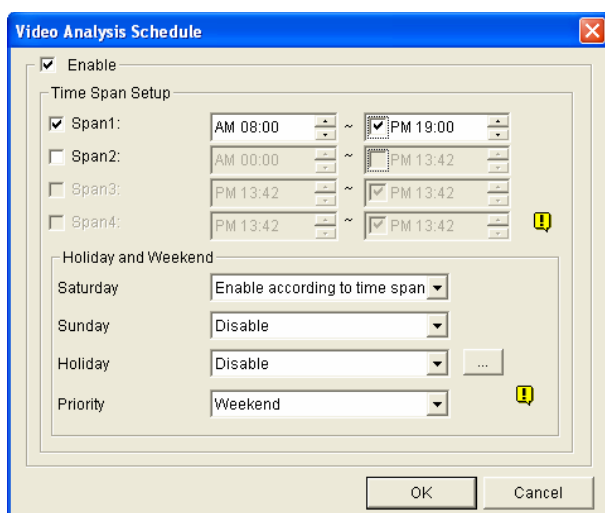 Video Analysis Schedule
Enable
Time Span Setup
Span1: AM 08:00 ~ PM 19:00
Span2: AM 00:00 ~ PM 13:42
Span3: PM 13:42 ~ PM 13:42
Span4: PM 13:42 ~ PM 13:42
Holiday and Weekend
Saturday Enable according to time span
Sunday Disable
Holiday Disable ...
Priority Weekend
OK Cancel